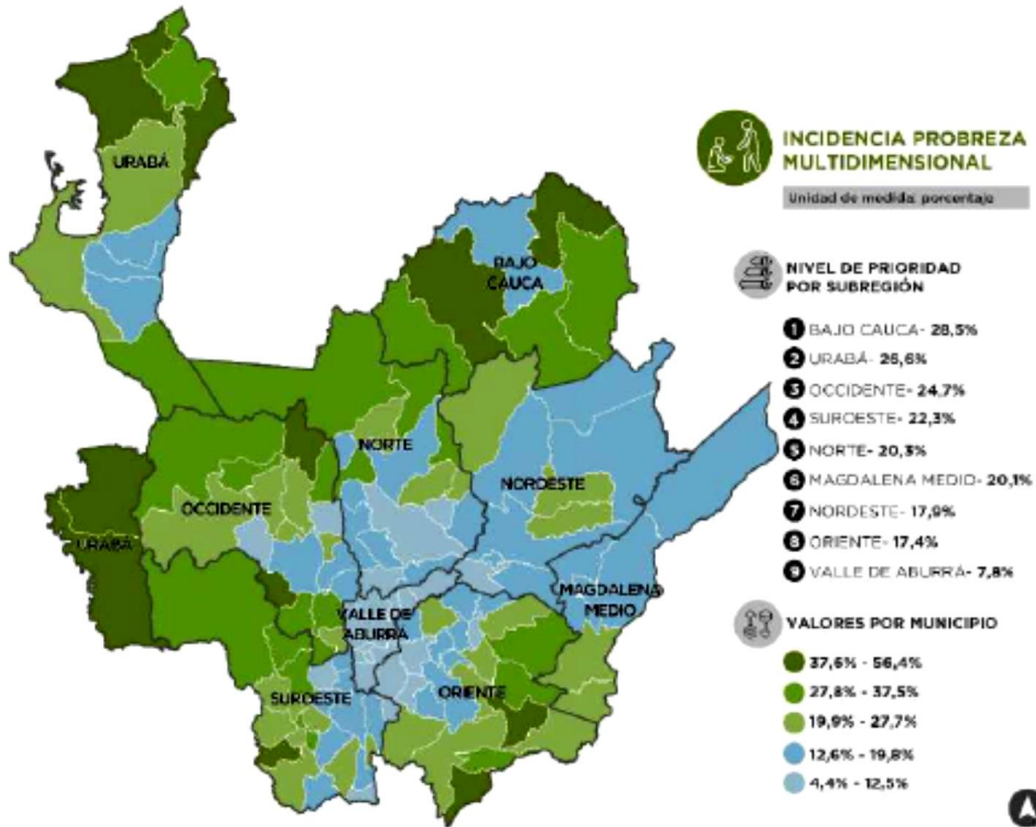 INCIDENCIA PROBREZA
MULTIDIMENSIONAL
Unidad de medida: porcentaje
NIVEL DE PRIORIDAD
POR SUBREGIÓN
1 BAJO CAUCA- 28,5%
2 URABÁ- 26,6%
3 OCCIDENTE- 24,7%
4 SUROESTE- 22,3%
5 NORTE- 20,3%
6 MAGDALENA MEDIO- 20,1%
7 NORDESTE- 17,9%
8 ORIENTE- 17,4%
9 VALLE DE ABURRÁ- 7,8%
VALORES POR MUNICIPIO
37,6% - 56,4%
27,8% - 37,5%
19,9% - 27,7%
12,6% - 19,8%
4,4% - 12,5%
URABÁ
BAJO
CAUCA
NORTE
NOROESTE
OCCIDENTE
URABÁ
MAGDALENA
MEDIO
VALLE DE
ABURRA
SUROESTE
ORIENTE